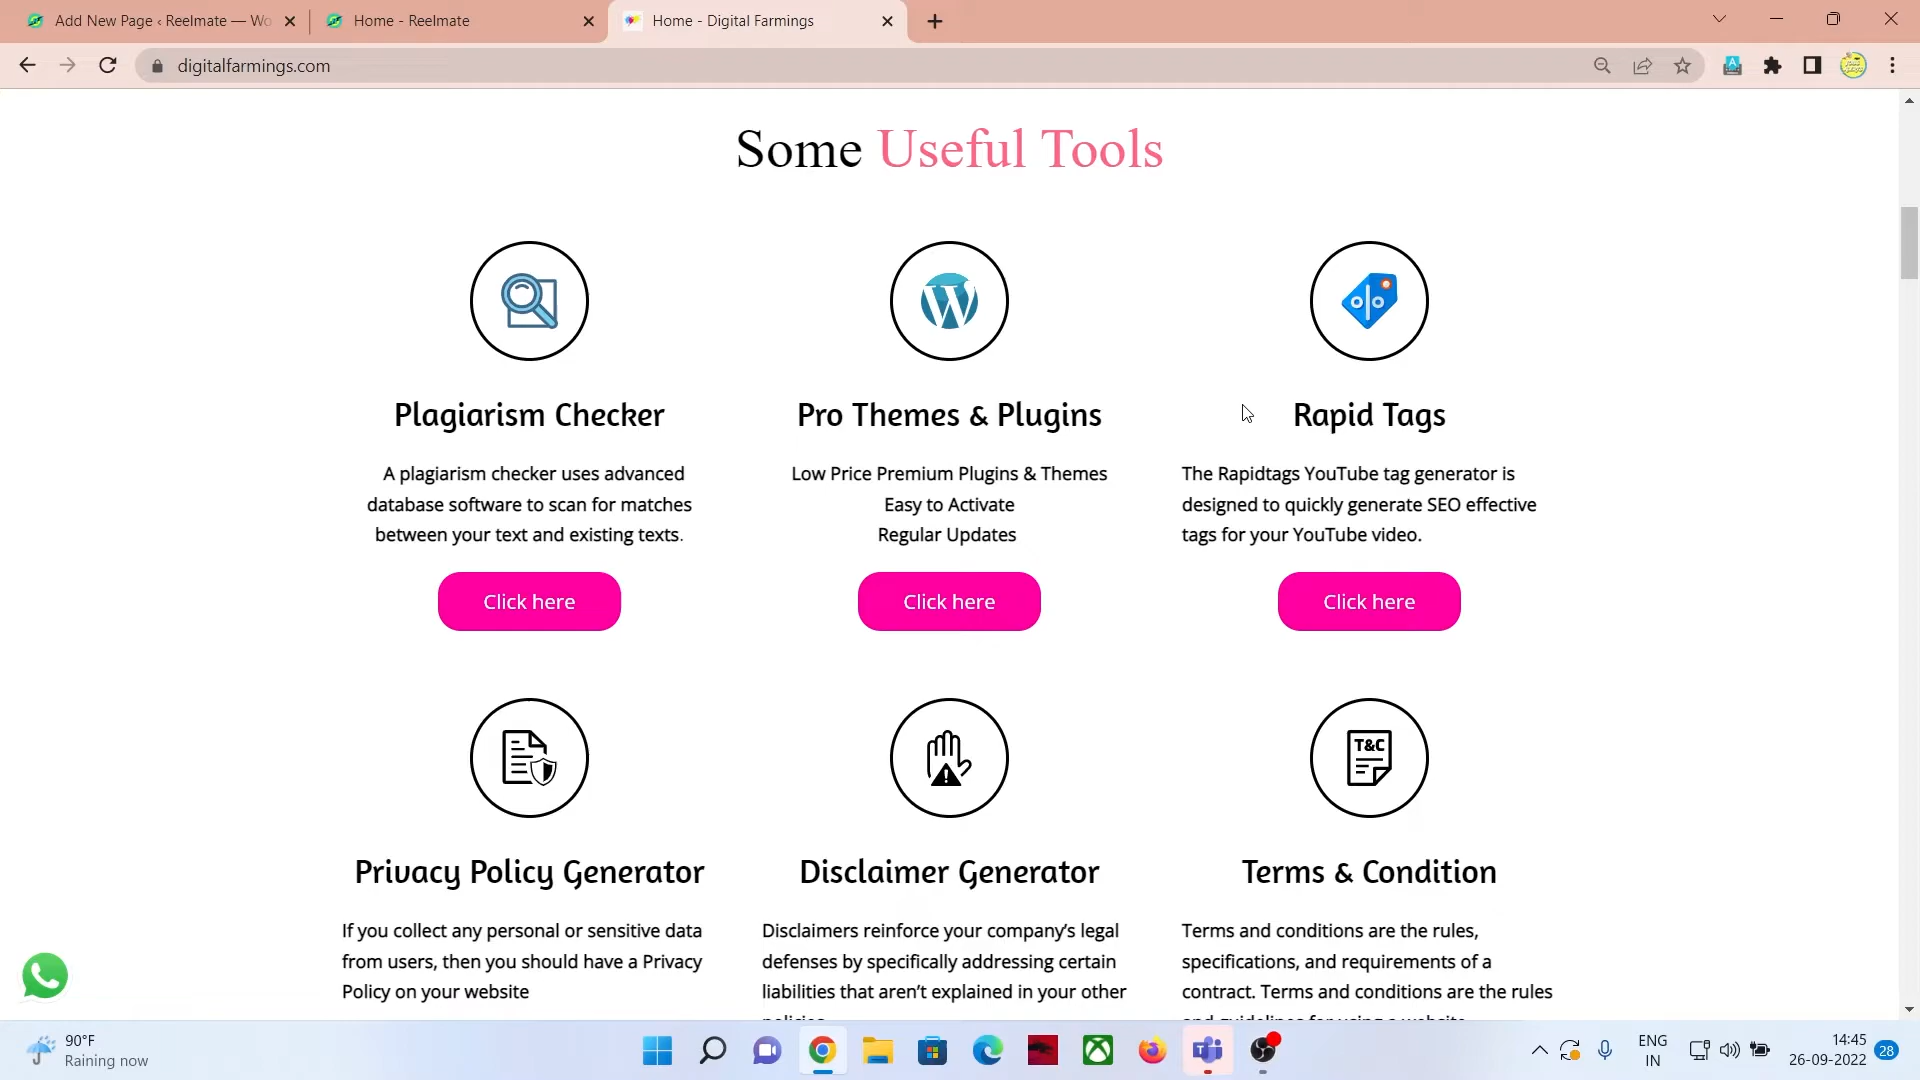 Add New Page ‹ Reelmate — Wo
Home - Reelmate
Home - Digital Farmings
digitalfarmings.com
Some Useful Tools
Plagiarism Checker
Pro Themes & Plugins
Rapid Tags
A plagiarism checker uses advanced
database software to scan for matches
between your text and existing texts.
Low Price Premium Plugins & Themes
Easy to Activate
Regular Updates
The Rapidtags YouTube tag generator is
designed to quickly generate SEO effective
tags for your YouTube video.
Click here
Click here
Click here
T&C
Privacy Policy Generator
Disclaimer Generator
Terms & Condition
If you collect any personal or sensitive data
from users, then you should have a Privacy
Policy on your website
Disclaimers reinforce your company's legal
defenses by specifically addressing certain
liabilities that aren't explained in your other
policies.
Terms and conditions are the rules,
specifications, and requirements of a
contract. Terms and conditions are the rules
and guidelines for using a website
90°F
Raining now
ENG
IN
14:45
26-09-2022
28